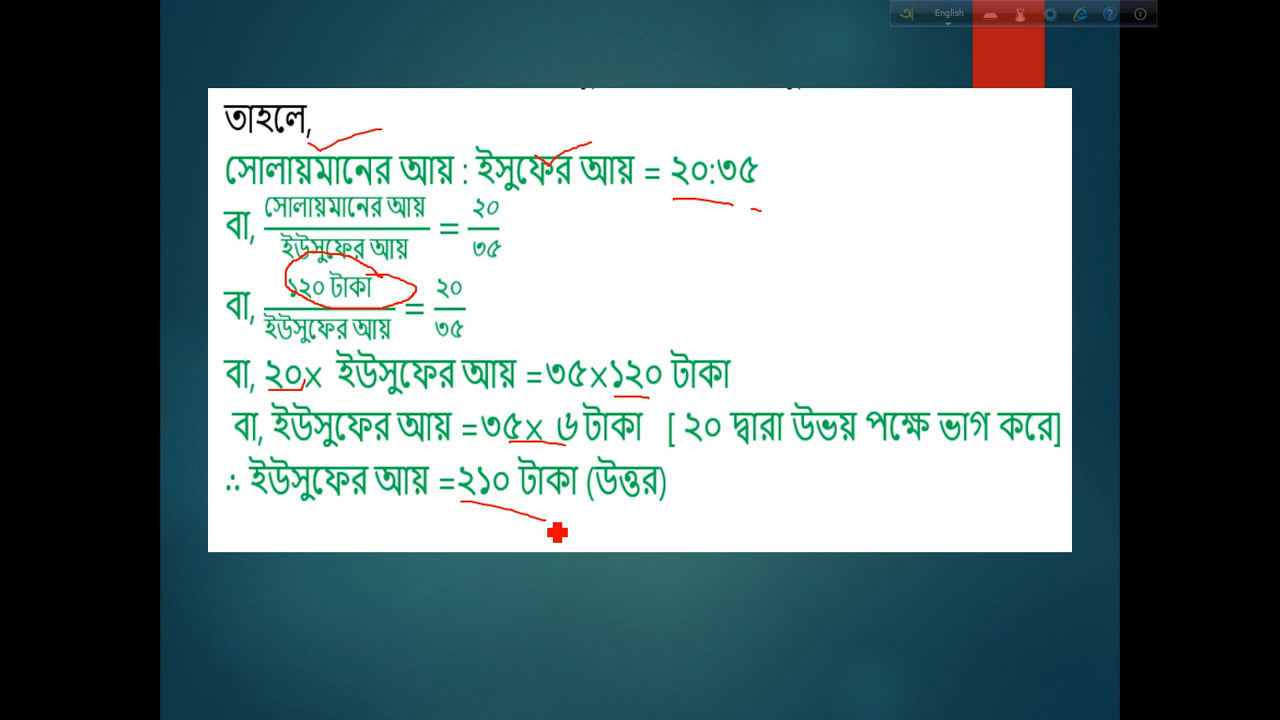 English
তাহলে,
সোলায়মানের আয় : ইসুফের আয় = ২০:৩৫
বা, সোলায়মানের আয় / ইউসুফের আয় = ২০ / ৩৫
বা, ১২০ টাকা / ইউসুফের আয় = ২০ / ৩৫
বা, ২০x ইউসুফের আয় =৩৫x১২০ টাকা
বা, ইউসুফের আয় =৩৫x ৬ টাকা [ ২০ দ্বারা উভয় পক্ষে ভাগ করে]
∴ ইউসুফের আয় =২১০ টাকা (উত্তর)